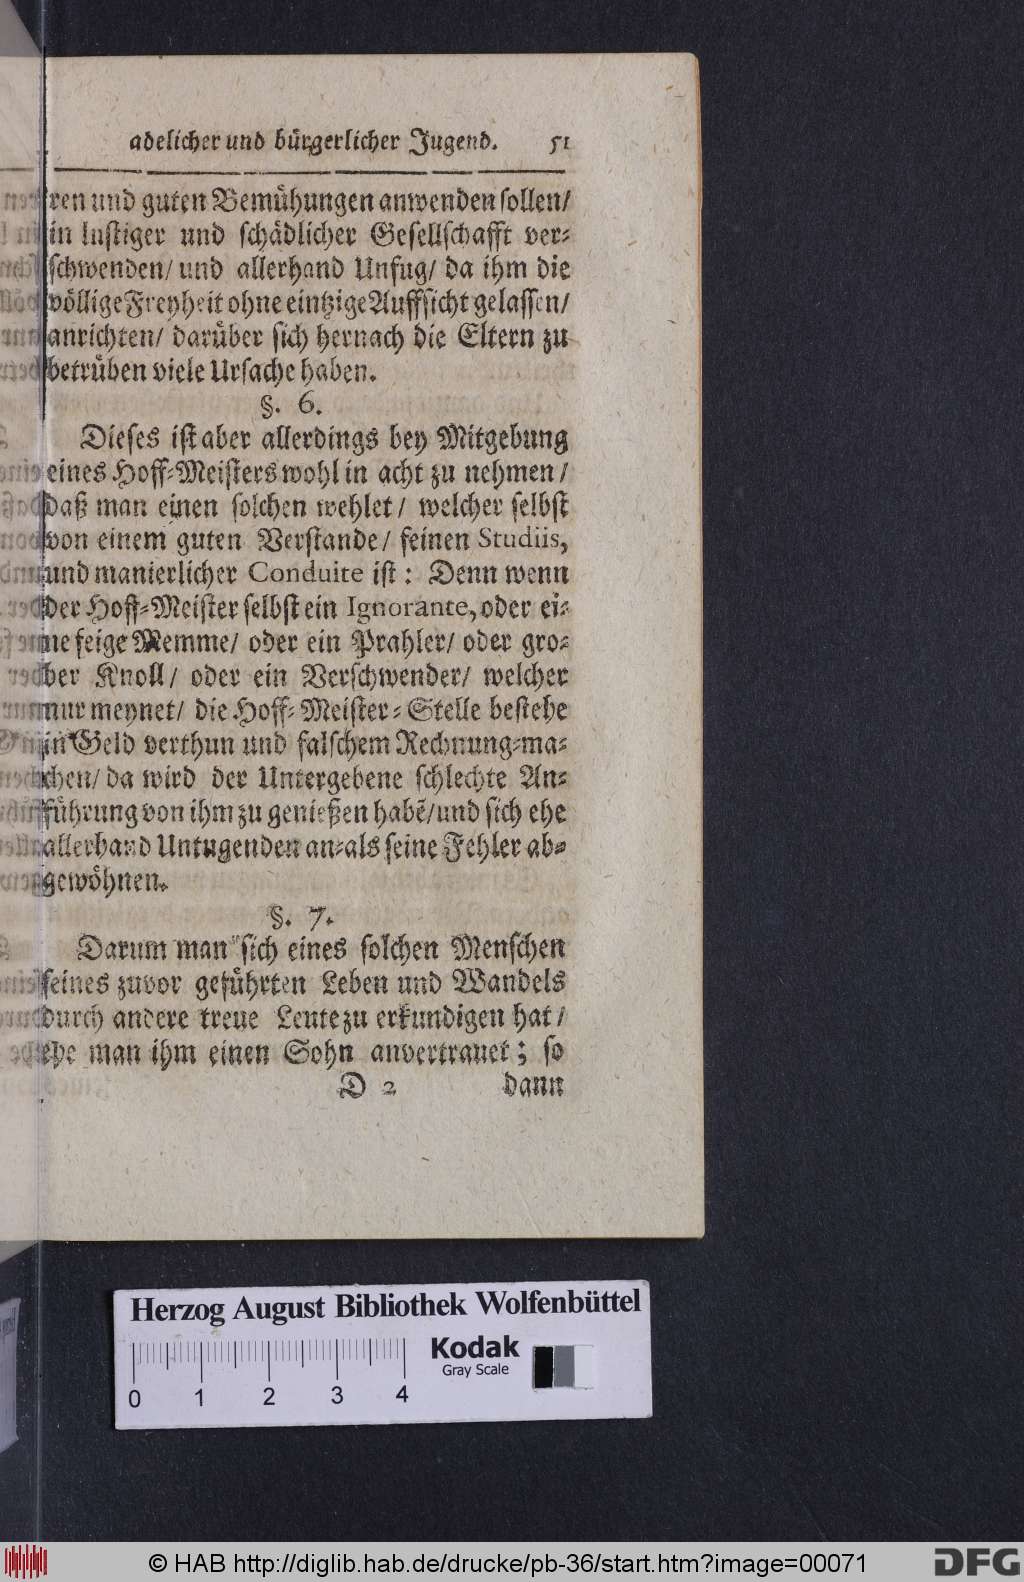 adelicher und bürgerlicher Jugend. 51
ren und guten Bemühungen anwenden sollen/
in lustiger und schädlicher Gesellschafft ver-
schwenden/ und allerhand Unfug/ da ihm die
völlige Freyheit ohne eintzige Auffsicht gelassen/
anrichten/ darüber sich hernach die Eltern zu
betrüben viele Ursache haben.
§. 6.
Dieses ist aber allerdings bey Mitgebung
eines Hoff-Meisters wohl in acht zu nehmen/
daß man einen solchen wehlet/ welcher selbst
von einem guten Verstande/ feinen Studiis,
und manierlicher Conduite ist: Denn wenn
der Hoff-Meister selbst ein Ignorante, oder ei-
ne feige Memme/ oder ein Prahler/ oder gro-
ber Knoll/ oder ein Verschwender/ welcher
nur meynet/ die Hoff-Meister-Stelle bestehe
in Geld verthun und falschem Rechnung-ma-
chen/ da wird der Untergebene schlechte An-
führung von ihm zu genießen habē/ und sich ehe
allerhand Untugenden an-als seine Fehler ab-
gewöhnen.
§. 7.
Darum man sich eines solchen Menschen
seines zuvor geführten Leben und Wandels
durch andere treue Leute zu erkundigen hat/
ehe man ihm einen Sohn anvertrauet; so
D 2 dann
Herzog August Bibliothek Wolfenbüttel
Kodak
Gray Scale
0 1 2 3 4
© HAB http://diglib.hab.de/drucke/pb-36/start.htm?image=00071
DFG